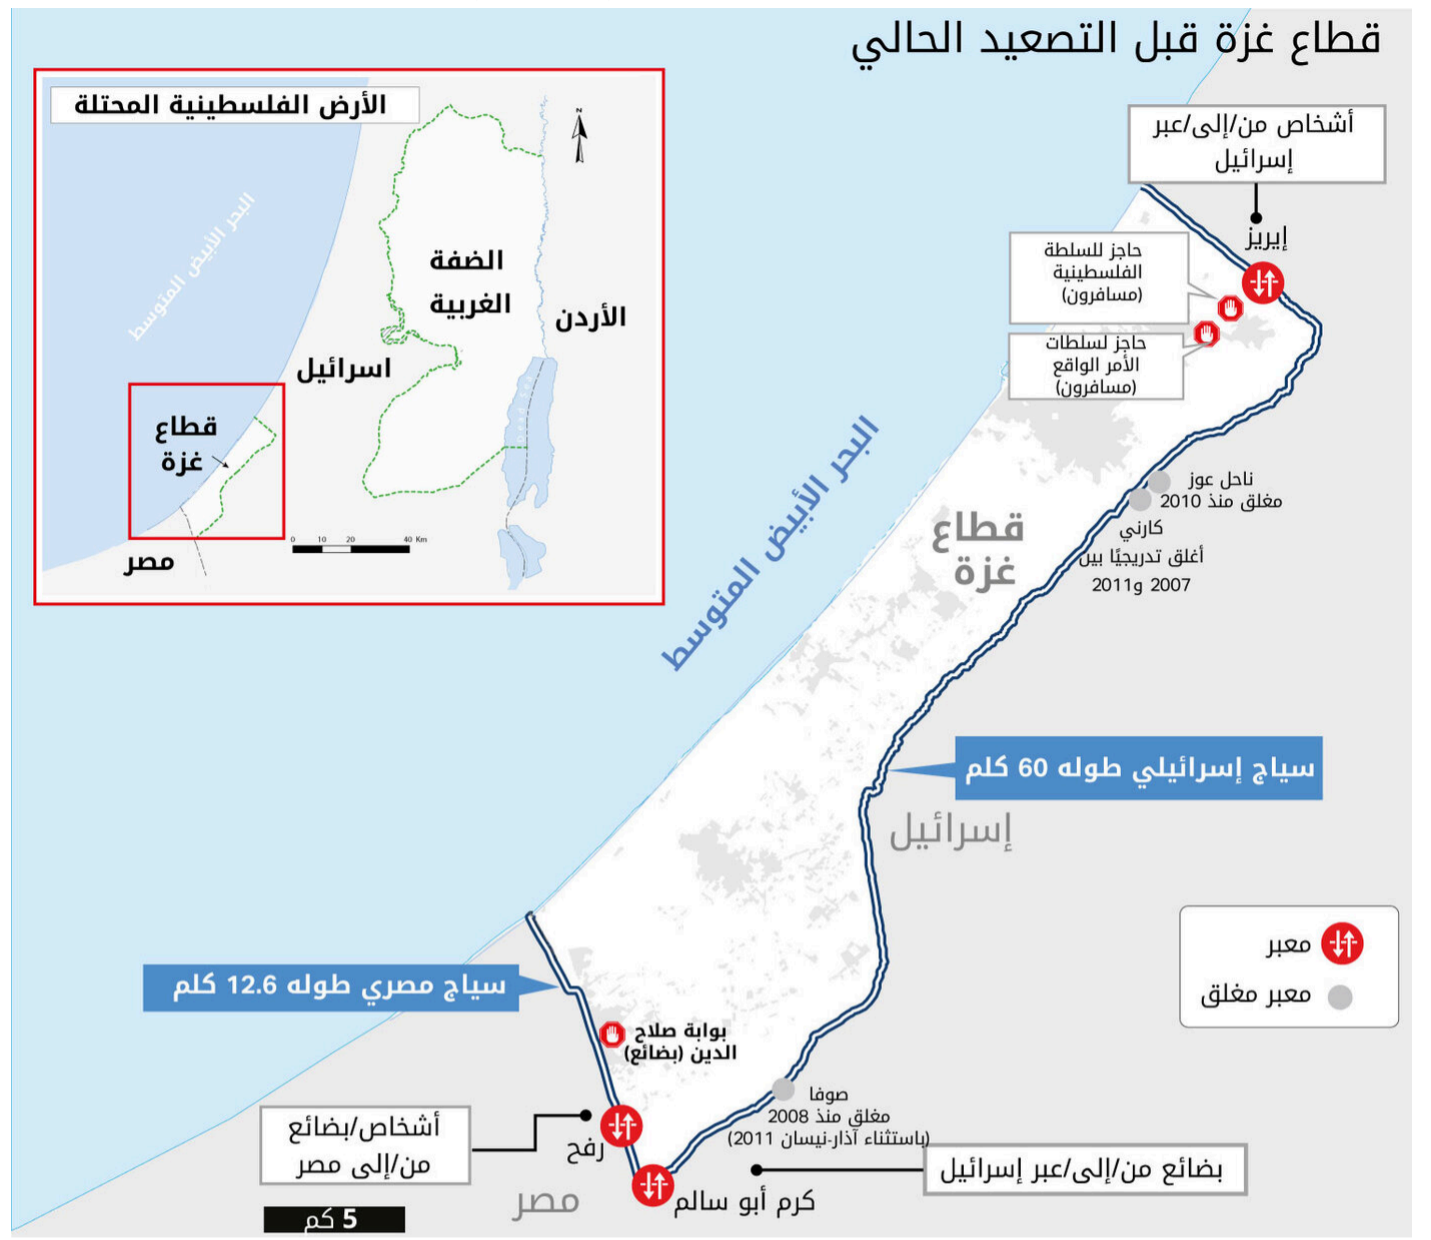 قطاع غزة قبل التصعيد الحالي
الأرض الفلسطينية المحتلة
N
البحر الأبيض المتوسط
الضفة
الغربية
الأردن
اسرائيل
قطاع
غزة
مصر
0 10 20 40 Km
أشخاص من/إلى/عبر
إسرائيل
إيريز
حاجز للسلطة
الفلسطينية
(مسافرون)
حاجز لسلطات
الأمر الواقع
(مسافرون)
البحر الأبيض المتوسط
ناحل عوز
مغلق منذ 2010
كارني
أغلق تدريجيًا بين
2007 و2011
قطاع
غزة
سياج إسرائيلي طوله 60 كلم
إسرائيل
معبر
معبر مغلق
سياج مصري طوله 12.6 كلم
بوابة صلاح
الدين (بضائع)
صوفا
مغلق منذ 2008
(باستثناء آذار-نيسان 2011)
أشخاص/بضائع
من/إلى مصر
رفح
بضائع من/إلى/عبر إسرائيل
كرم أبو سالم
مصر
5 كم